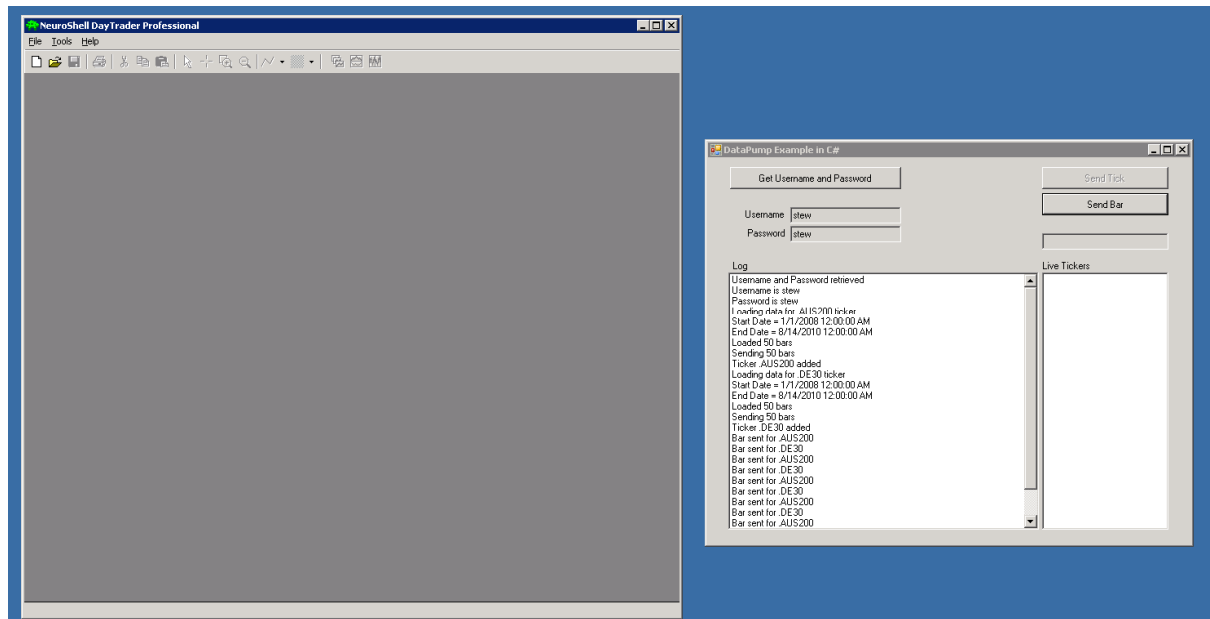 NeuroShell DayTrader Professional
File Tools Help
DataPump Example in C#
Get Username and Password
Send Tick
Send Bar
Username stew
Password stew
Log
Live Tickers
Username and Password retrieved
Username is stew
Password is stew
Loading data for .AUS200 ticker
Start Date = 1/1/2008 12:00:00 AM
End Date = 8/14/2010 12:00:00 AM
Loaded 50 bars
Sending 50 bars
Ticker .AUS200 added
Loading data for .DE30 ticker
Start Date = 1/1/2008 12:00:00 AM
End Date = 8/14/2010 12:00:00 AM
Loaded 50 bars
Sending 50 bars
Ticker .DE30 added
Bar sent for .AUS200
Bar sent for .DE30
Bar sent for .AUS200
Bar sent for .DE30
Bar sent for .AUS200
Bar sent for .DE30
Bar sent for .AUS200
Bar sent for .DE30
Bar sent for .AUS200